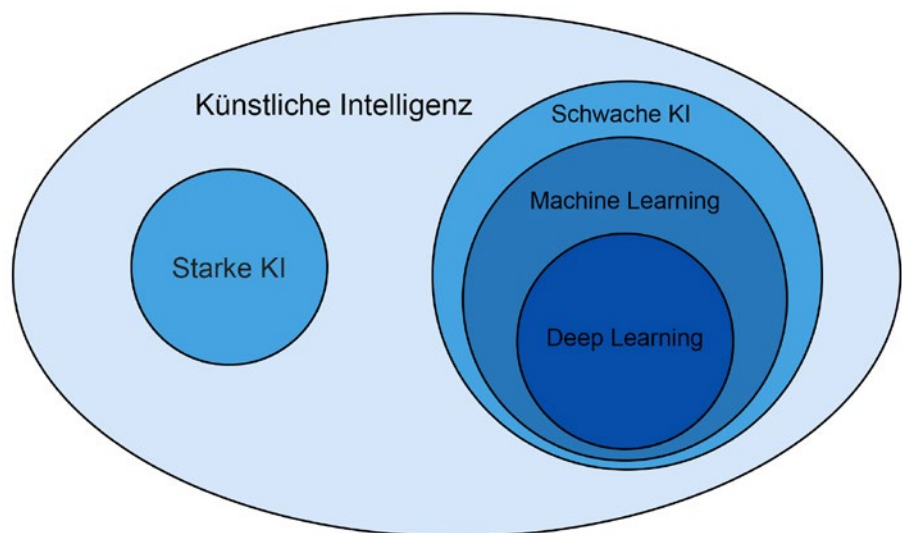 Künstliche Intelligenz
Schwache KI
Machine Learning
Starke KI
Deep Learning